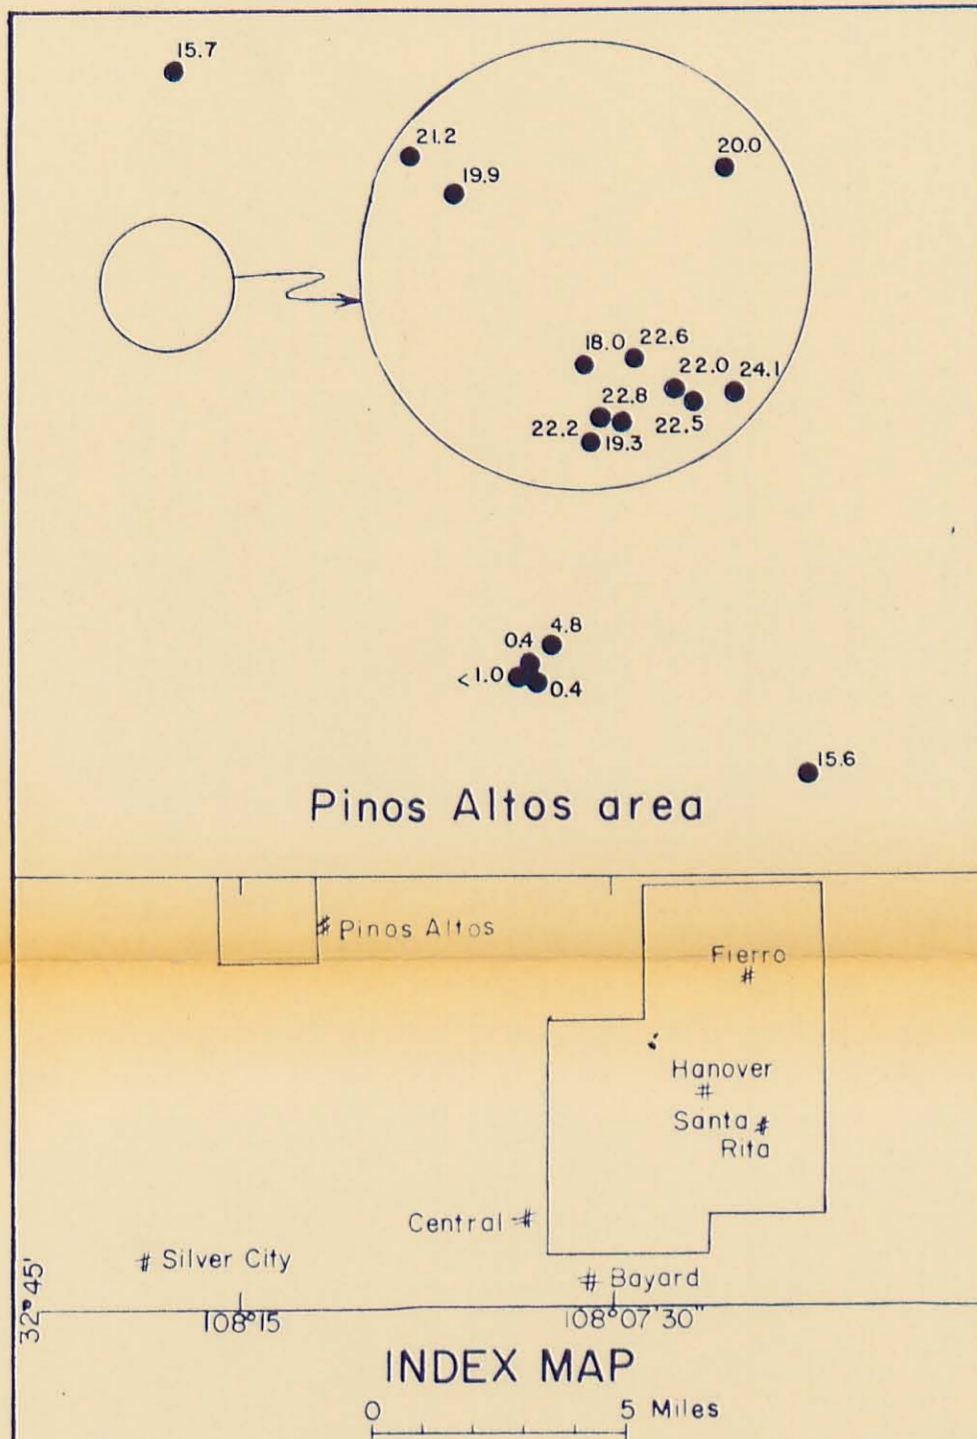 15.7
21.2
19.9
20.0
18.0
22.6
22.0
24.1
22.8
22.2
19.3
22.5
4.8
0.4
<1.0
0.4
15.6
Pinos Altos area
Pinos Altos
Fierro
Hanover
Santa
Rita
Central
Silver City
Bayard
32°45'
108°15
108°07'30"
INDEX MAP
0 5 Miles